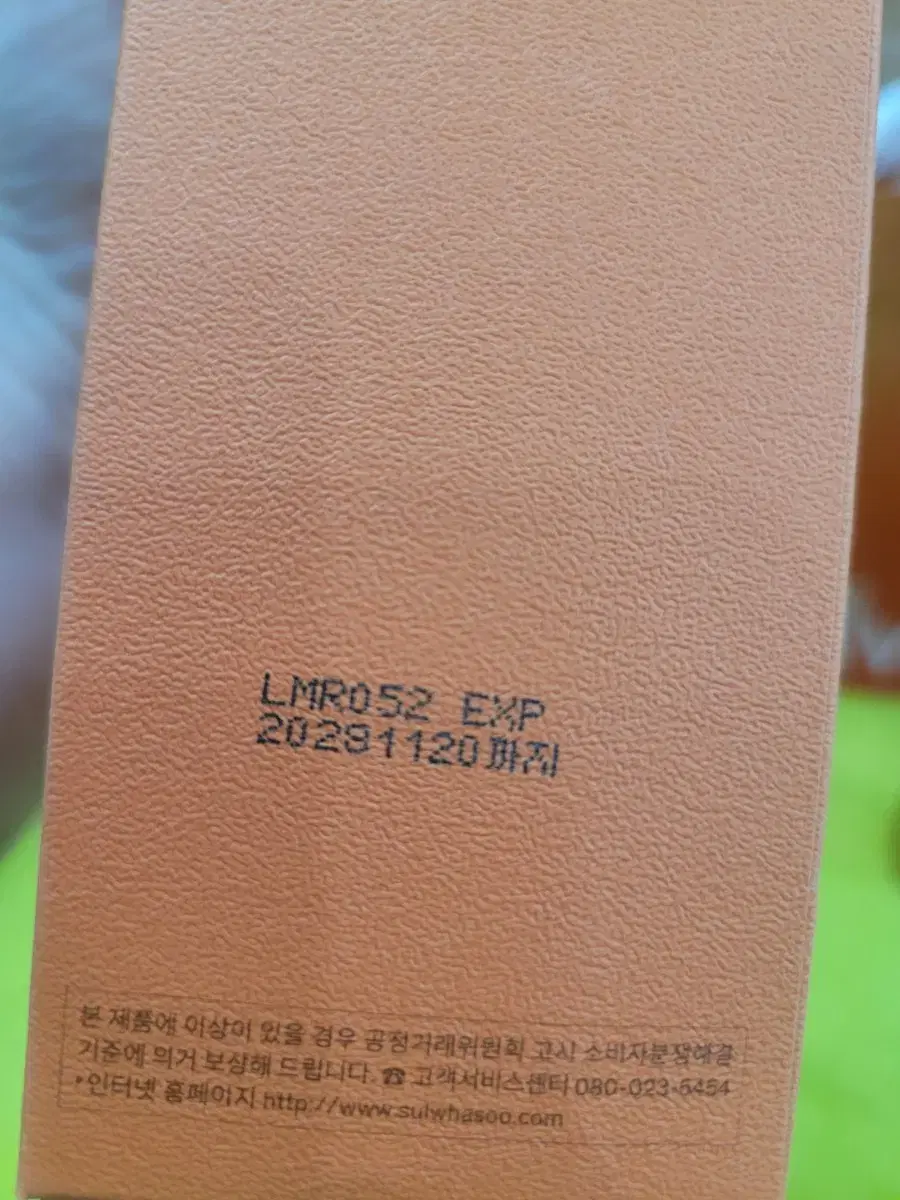 LMR052 EXP
20281120까지
본 제품에 이상이 있을 경우 공정거래위원회 고시 소비자분쟁해결
기준에 의거 보상해 드립니다. ☎ 고객서비스센터 080-023-5454
•인터넷 홈페이지 http://www.sulwhasoo.com